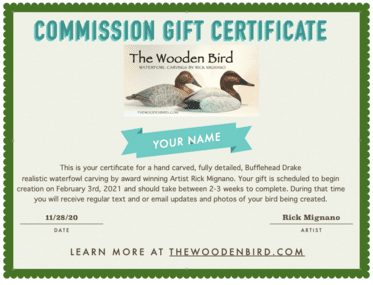 COMMISSION GIFT CERTIFICATE
The Wooden Bird
WATERFOWL CARVINGS BY RICK MIGNANO
THEWOODENBIRD.COM
YOUR NAME
This is your certificate for a hand carved, fully detailed, Bufflehead Drake
realistic waterfowl carving by award winning Artist Rick Mignano. Your gift is scheduled to begin
creation on February 3rd, 2021 and should take between 2-3 weeks to complete. During that time
you will receive regular text and or email updates and photos of your bird being created.
11/28/20 Rick Mignano
DATE ARTIST
LEARN MORE AT THEWOODENBIRD.COM